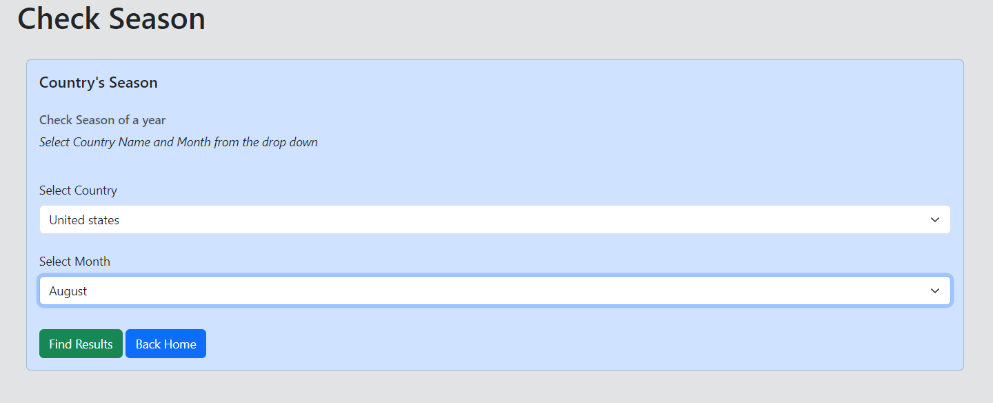 Check Season
Country's Season
Check Season of a year
Select Country Name and Month from the drop down
Select Country
United states
Select Month
August
Find Results Back Home